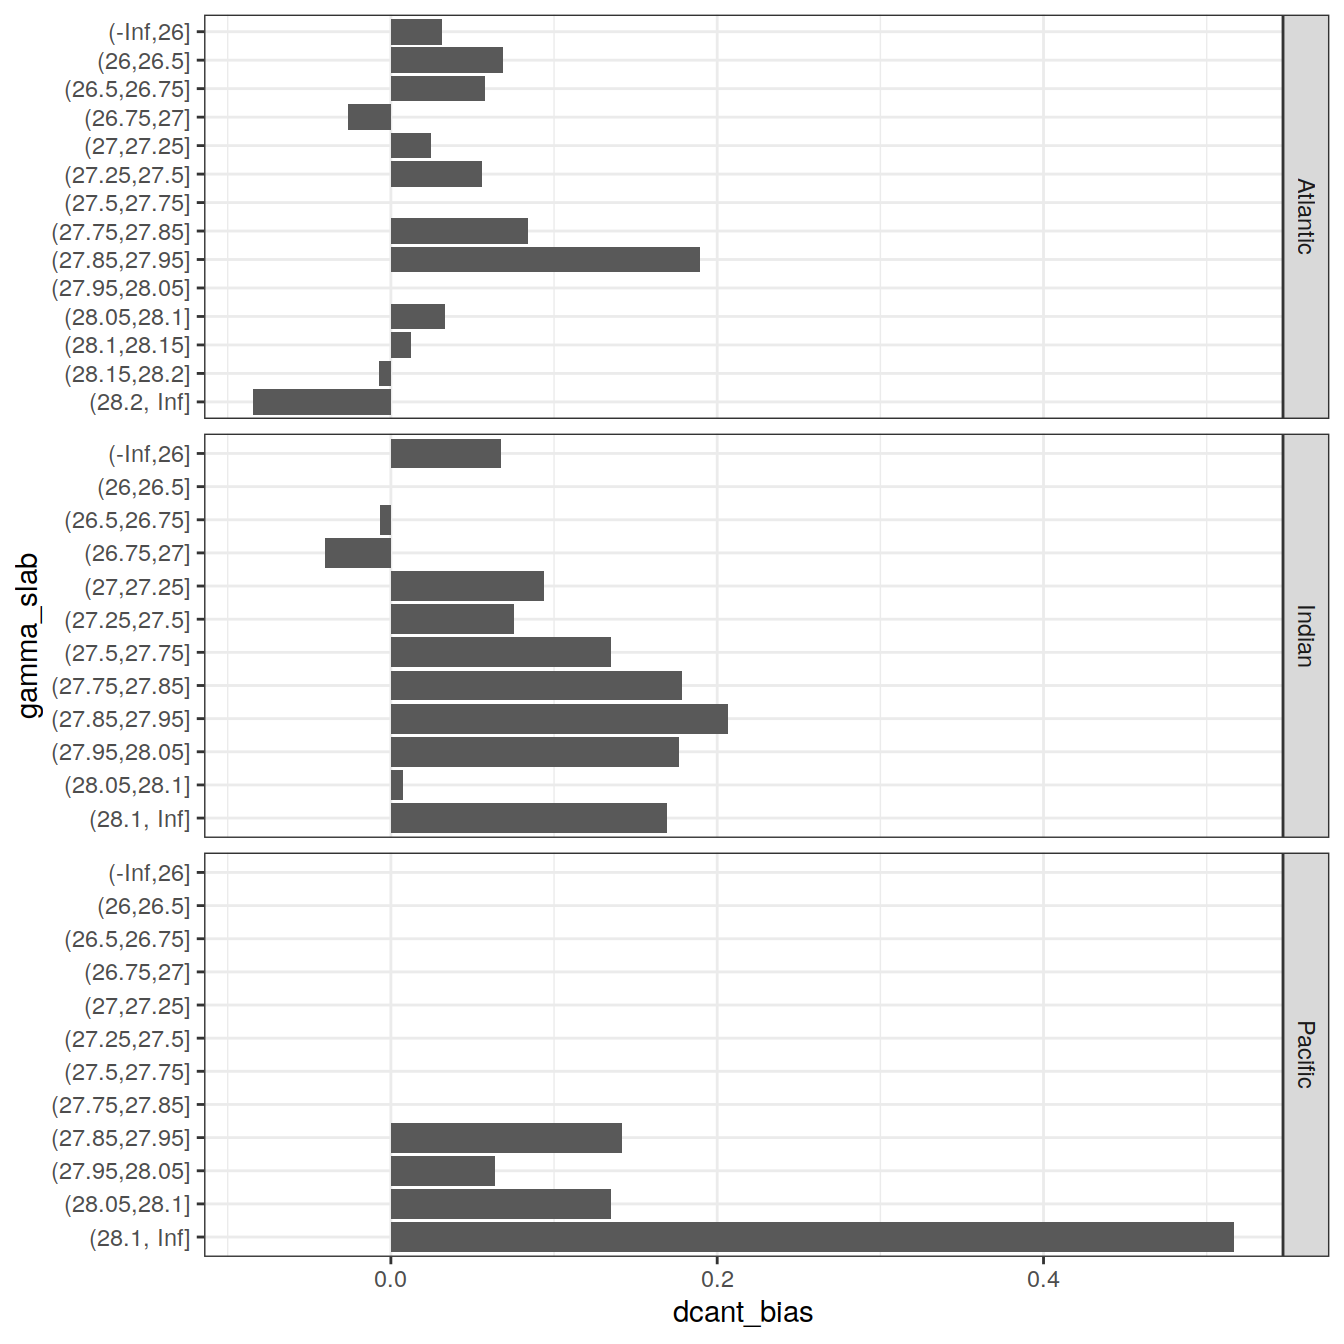 (-Inf,26]
(26,26.5]
(26.5,26.75]
(26.75,27]
(27,27.25]
(27.25,27.5]
(27.5,27.75]
(27.75,27.85]
(27.85,27.95]
(27.95,28.05]
(28.05,28.1]
(28.1,28.15]
(28.15,28.2]
(28.2, Inf]
Atlantic
(-Inf,26]
(26,26.5]
(26.5,26.75]
(26.75,27]
(27,27.25]
(27.25,27.5]
(27.5,27.75]
(27.75,27.85]
(27.85,27.95]
(27.95,28.05]
(28.05,28.1]
(28.1, Inf]
Indian
gamma_slab
(-Inf,26]
(26,26.5]
(26.5,26.75]
(26.75,27]
(27,27.25]
(27.25,27.5]
(27.5,27.75]
(27.75,27.85]
(27.85,27.95]
(27.95,28.05]
(28.05,28.1]
(28.1, Inf]
Pacific
0.0 0.2 0.4
dcant_bias